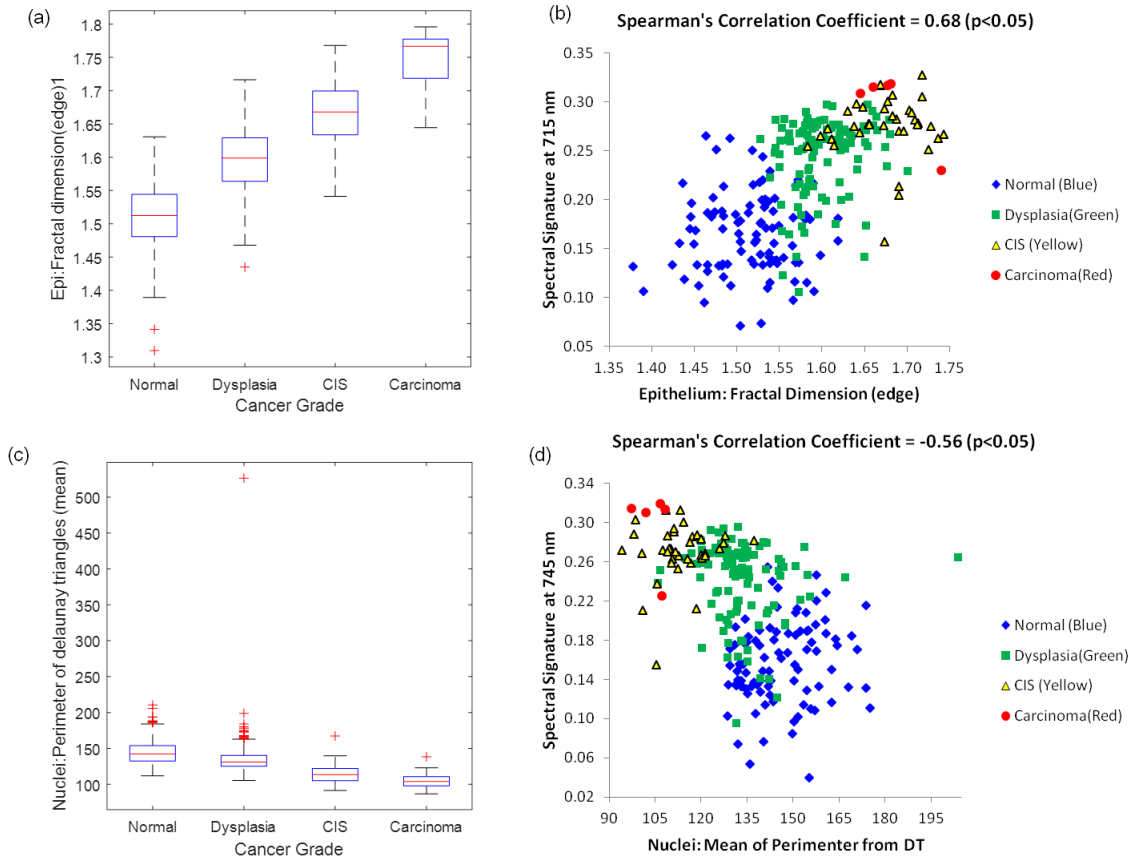 (a)
Epi:Fractal dimension(edge)1
1.8
1.75
1.7
1.65
1.6
1.55
1.5
1.45
1.4
1.35
1.3
Normal Dysplasia CIS Carcinoma
Cancer Grade
(b)
Spearman's Correlation Coefficient = 0.68 (p<0.05)
Spectral Signature at 715 nm
0.35
0.30
0.25
0.20
0.15
0.10
0.05
1.35 1.40 1.45 1.50 1.55 1.60 1.65 1.70 1.75
Epithelium: Fractal Dimension (edge)
Normal (Blue)
Dysplasia(Green)
CIS (Yellow)
Carcinoma(Red)
(c)
Nuclei:Perimeter of delaunay triangles (mean)
500
450
400
350
300
250
200
150
100
Normal Dysplasia CIS Carcinoma
Cancer Grade
(d)
Spearman's Correlation Coefficient = -0.56 (p<0.05)
Spectral Signature at 745 nm
0.34
0.30
0.26
0.22
0.18
0.14
0.10
0.06
0.02
90 105 120 135 150 165 180 195
Nuclei: Mean of Perimenter from DT
Normal (Blue)
Dysplasia(Green)
CIS (Yellow)
Carcinoma(Red)